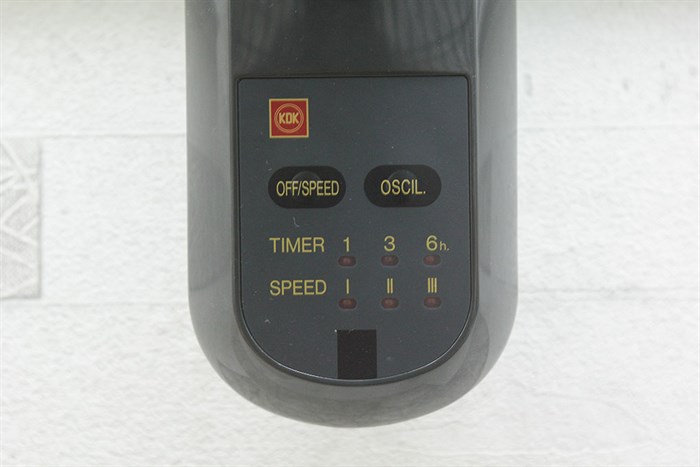 KDK
OFF/SPEED OSCIL.
TIMER 1 3 6h.
SPEED I II III